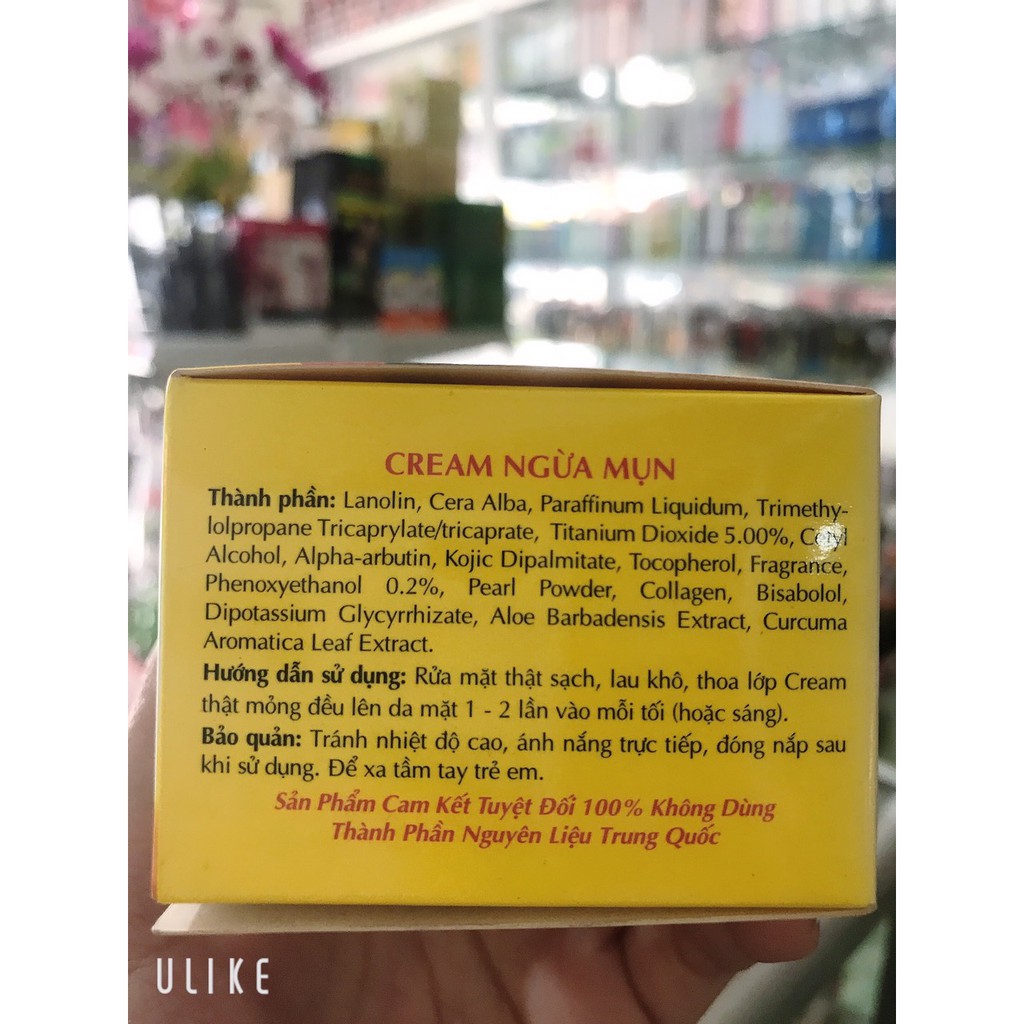 CREAM NGỪA MỤN
Thành phần: Lanolin, Cera Alba, Paraffinum Liquidum, Trimethy-
lolpropane Tricaprylate/tricaprate, Titanium Dioxide 5.00%, Cetyl
Alcohol, Alpha-arbutin, Kojic Dipalmitate, Tocopherol, Fragrance,
Phenoxyethanol 0.2%, Pearl Powder, Collagen, Bisabolol,
Dipotassium Glycyrrhizate, Aloe Barbadensis Extract, Curcuma
Aromatica Leaf Extract.
Hướng dẫn sử dụng: Rửa mặt thật sạch, lau khô, thoa lớp Cream
thật mỏng đều lên da mặt 1 - 2 lần vào mỗi tối (hoặc sáng).
Bảo quản: Tránh nhiệt độ cao, ánh nắng trực tiếp, đóng nắp sau
khi sử dụng. Để xa tầm tay trẻ em.
Sản Phẩm Cam Kết Tuyệt Đối 100% Không Dùng
Thành Phần Nguyên Liệu Trung Quốc
ULIKE